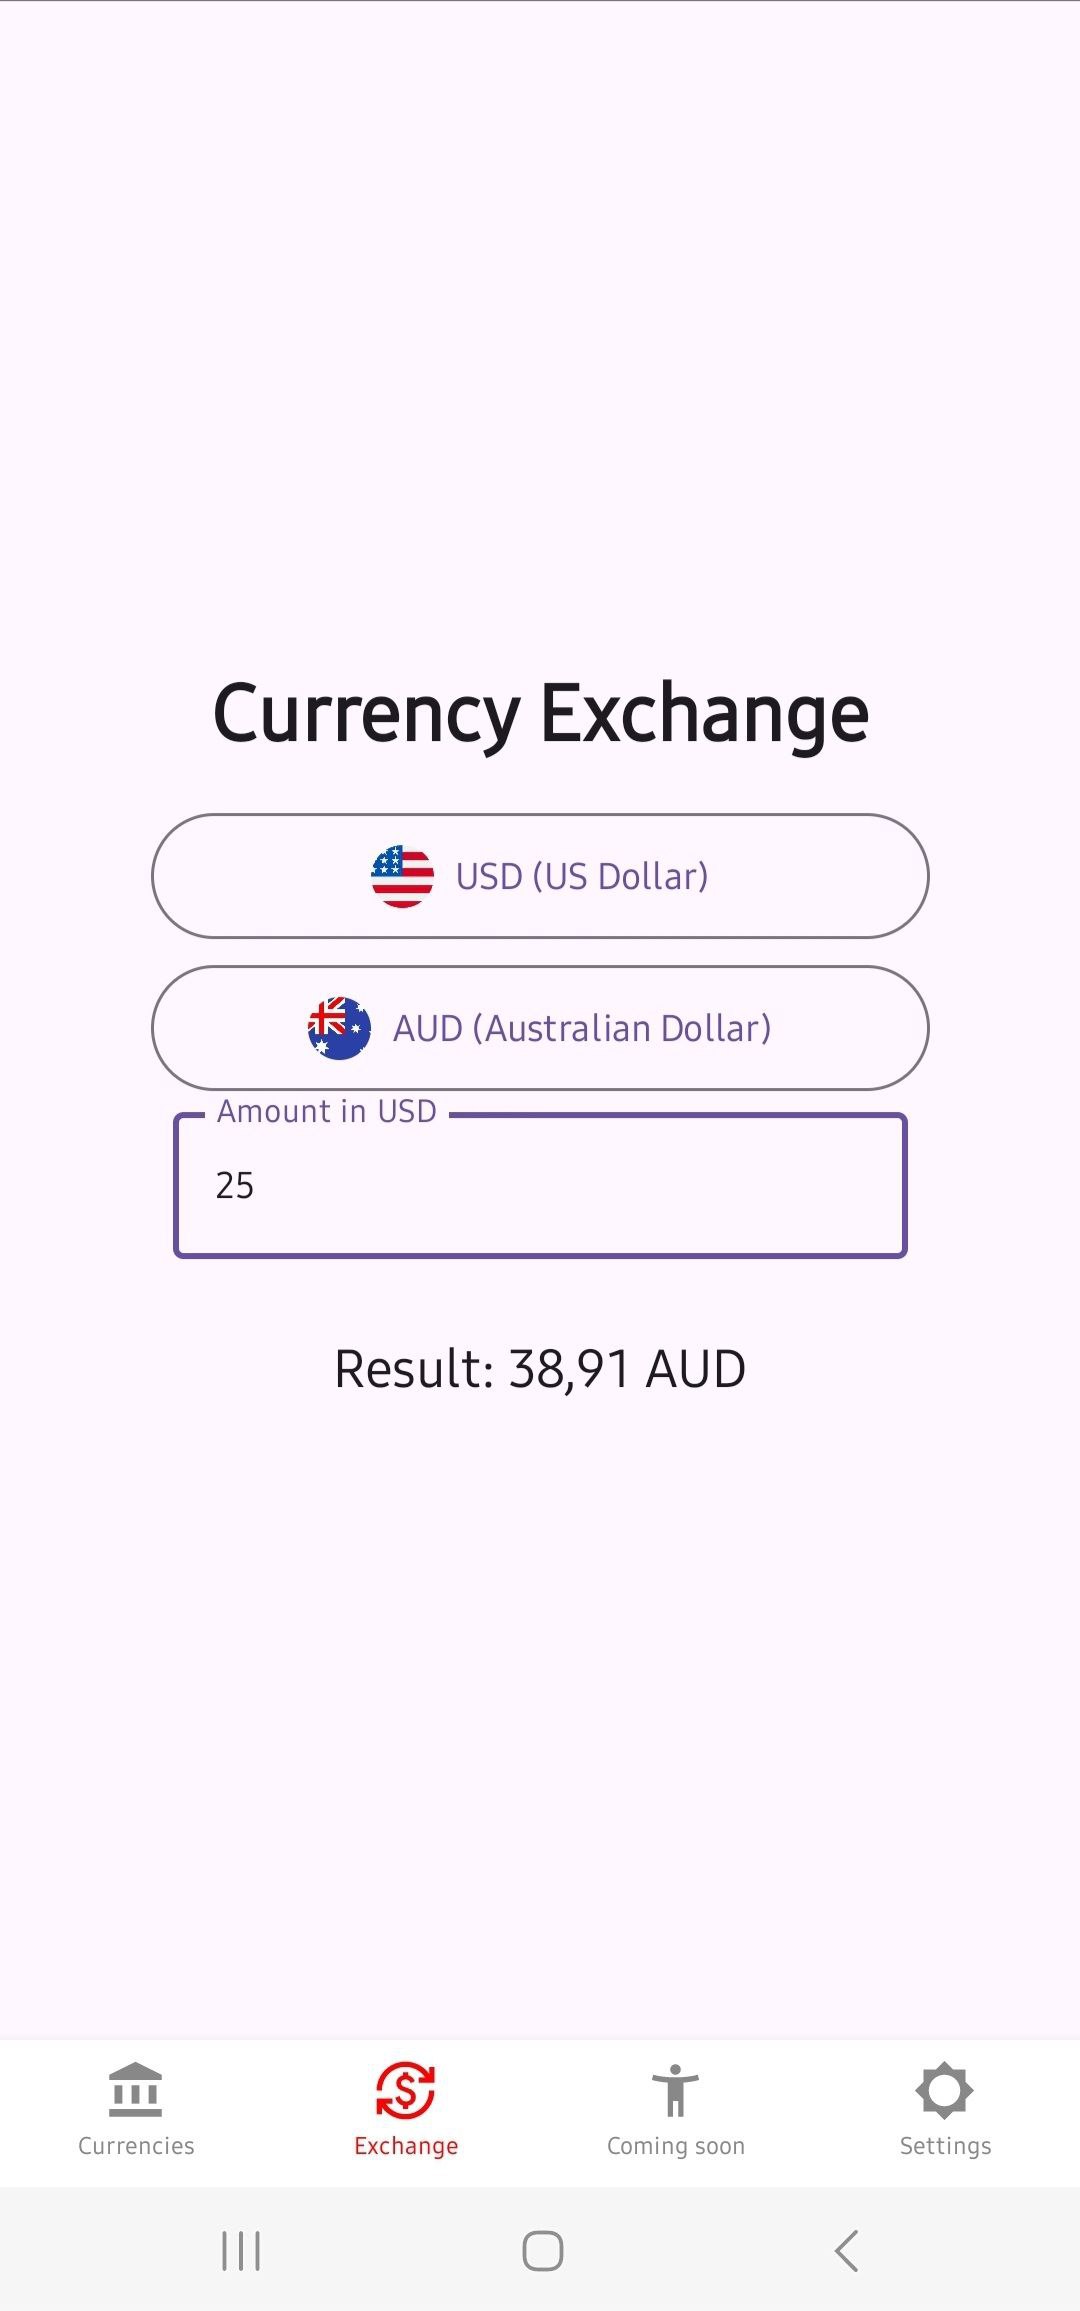 Currency Exchange
USD (US Dollar)
AUD (Australian Dollar)
Amount in USD
25
Result: 38,91 AUD
Currencies
Exchange
Coming soon
Settings